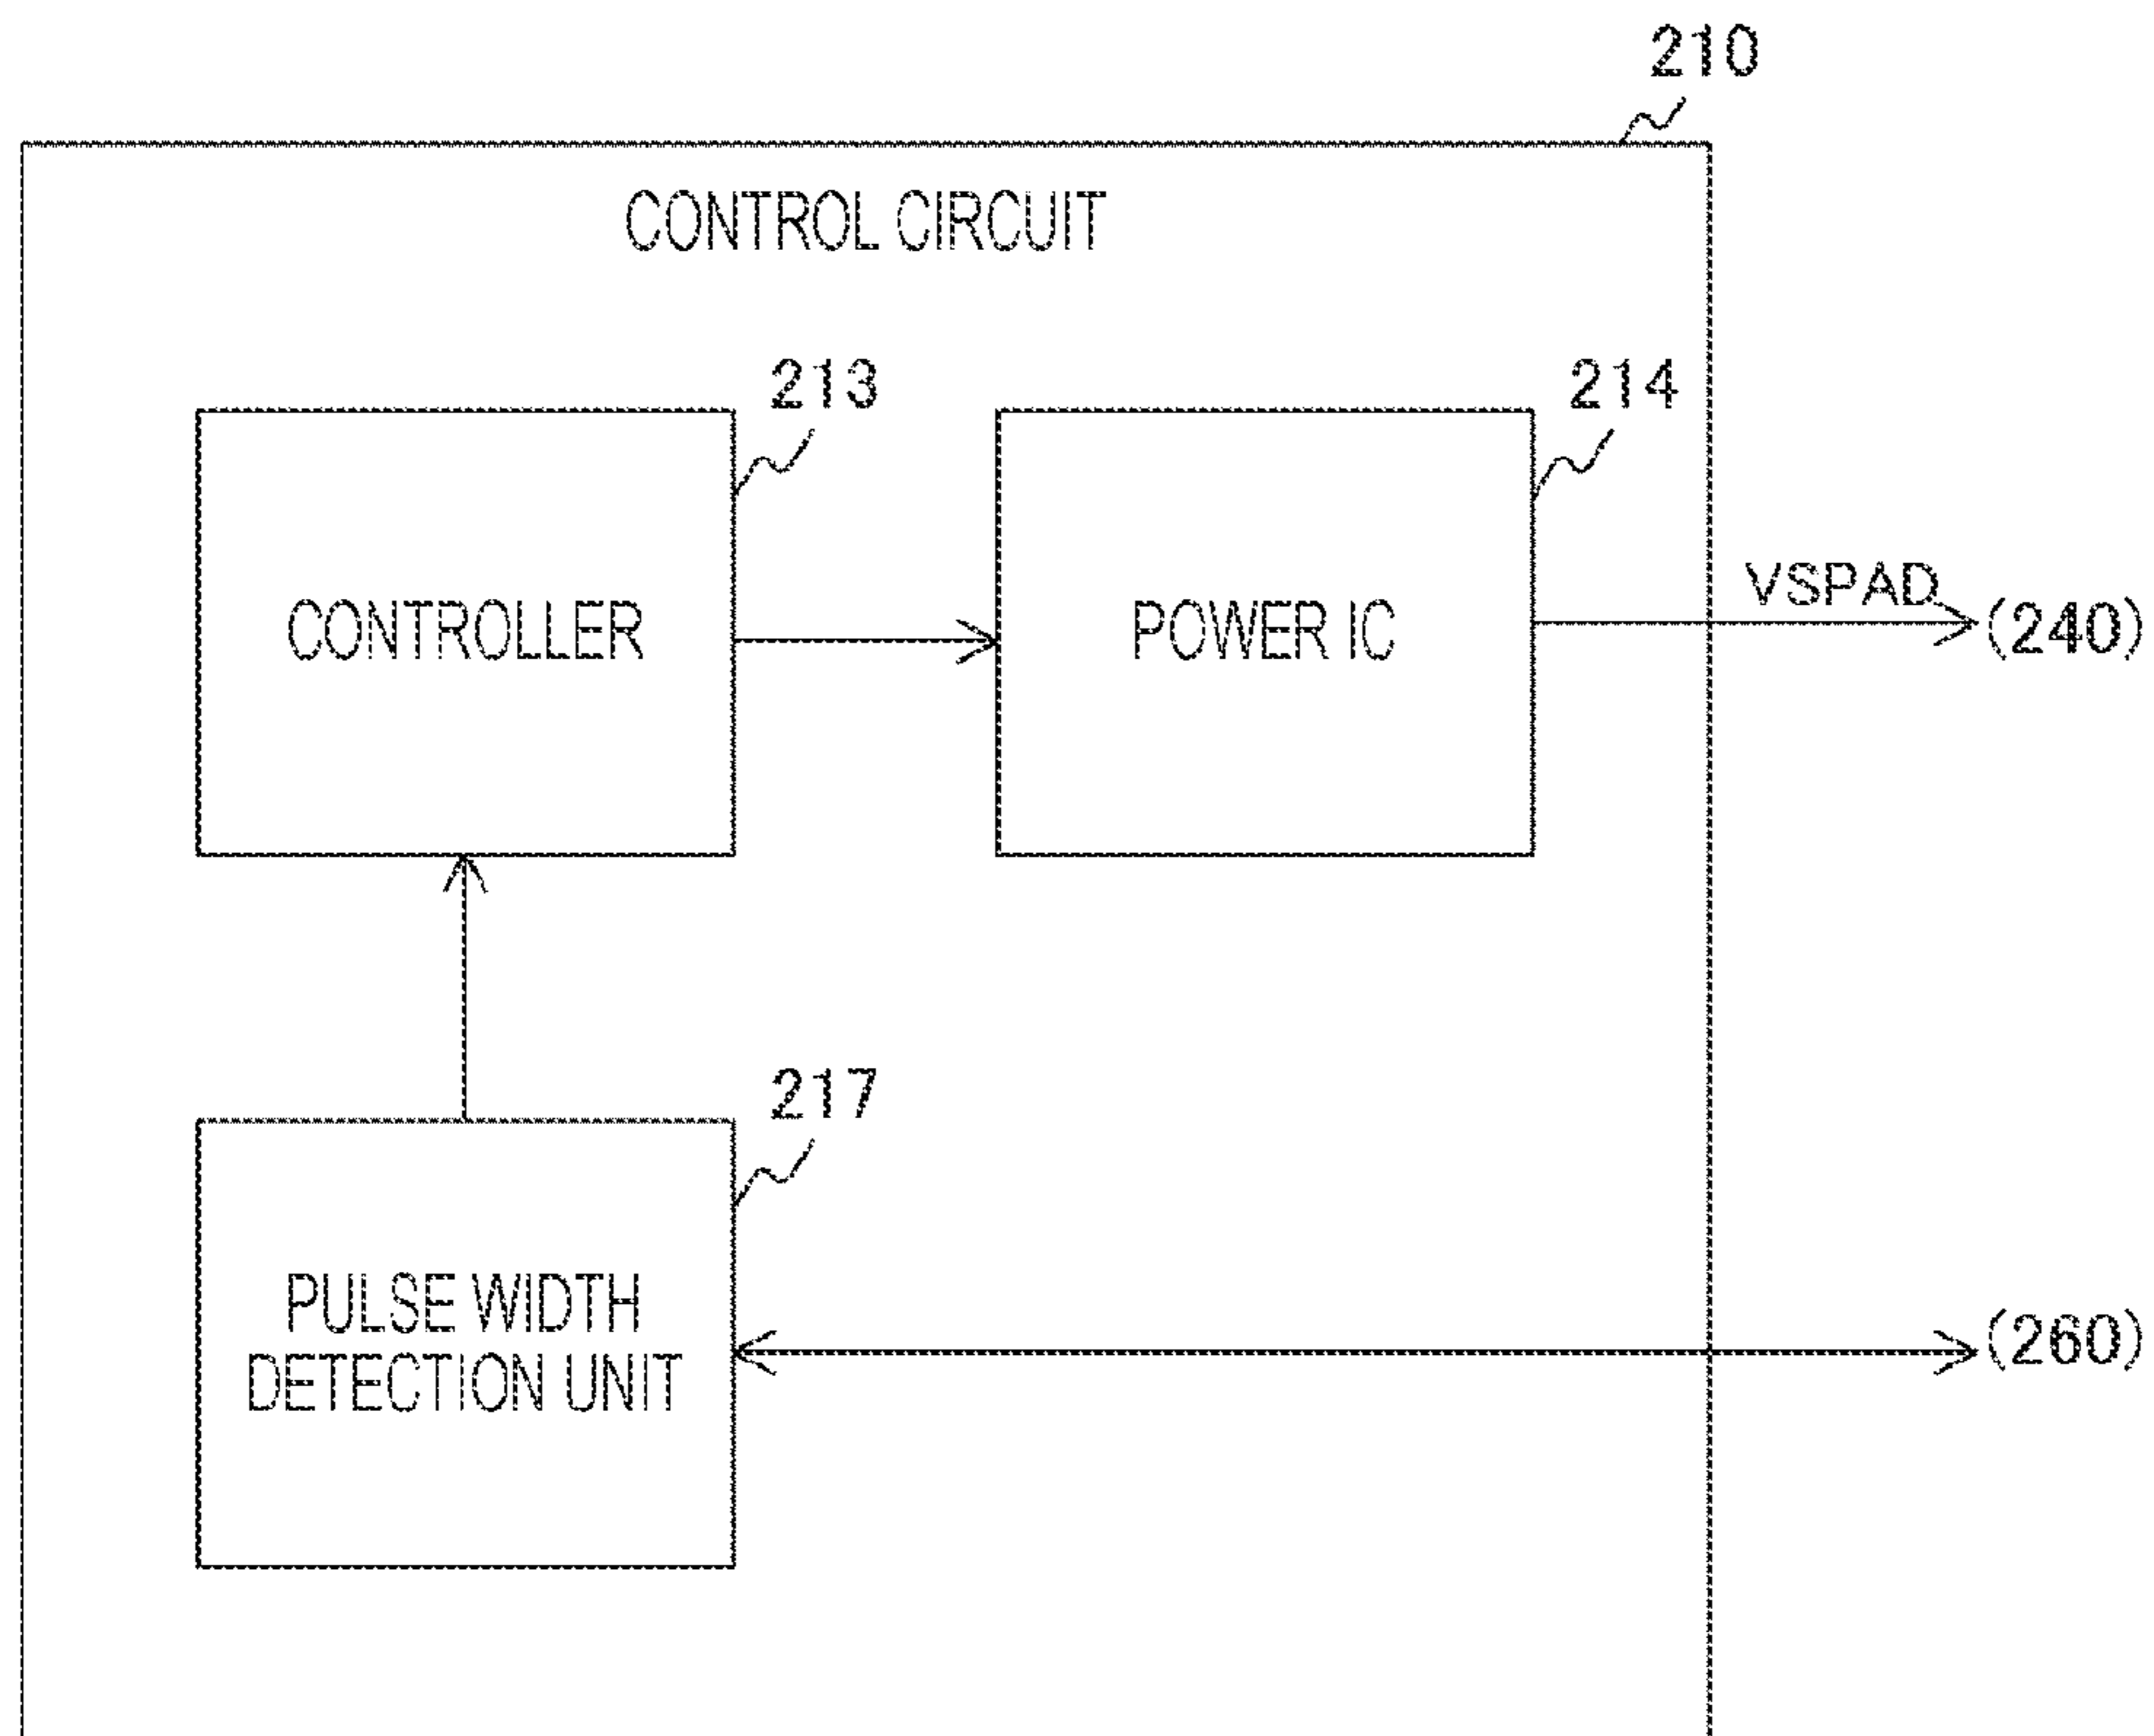 210
CONTROL CIRCUIT
213
214
CONTROLLER
POWER IC
VSPAD
(240)
217
PULSE WIDTH
DETECTION UNIT
(260)